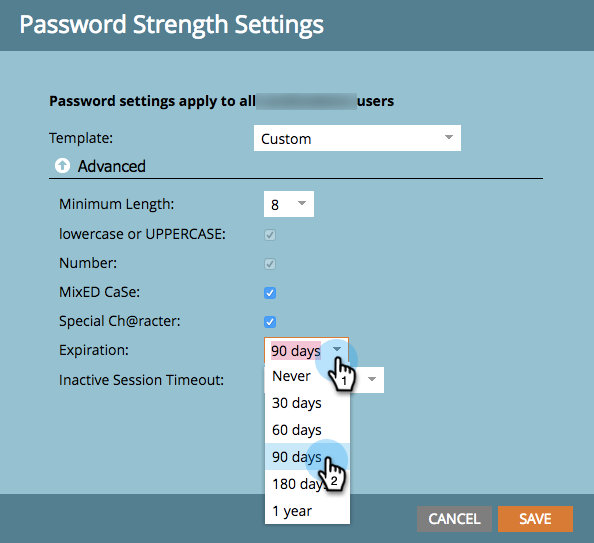 Password Strength Settings
Password settings apply to all users
Template: Custom
Advanced
Minimum Length: 8
lowercase or UPPERCASE:
Number:
MixED CaSe:
Special Ch@racter:
Expiration: 90 days
1
Inactive Session Timeout:
Never
30 days
60 days
90 days
2
180 days
1 year
CANCEL SAVE